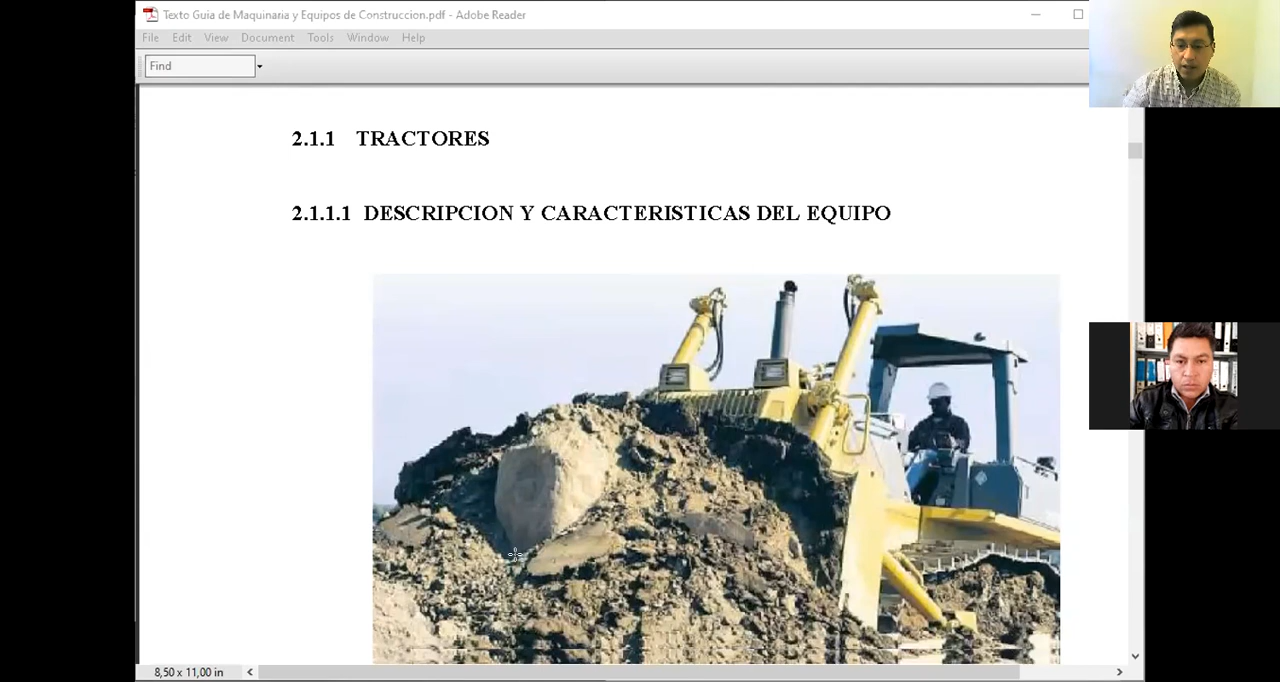 Texto Guia de Maquinaria y Equipos de Construccion.pdf - Adobe Reader
File Edit View Document Tools Window Help
Find
2.1.1 TRACTORES
2.1.1.1 DESCRIPCION Y CARACTERISTICAS DEL EQUIPO
8,50 x 11,00 in